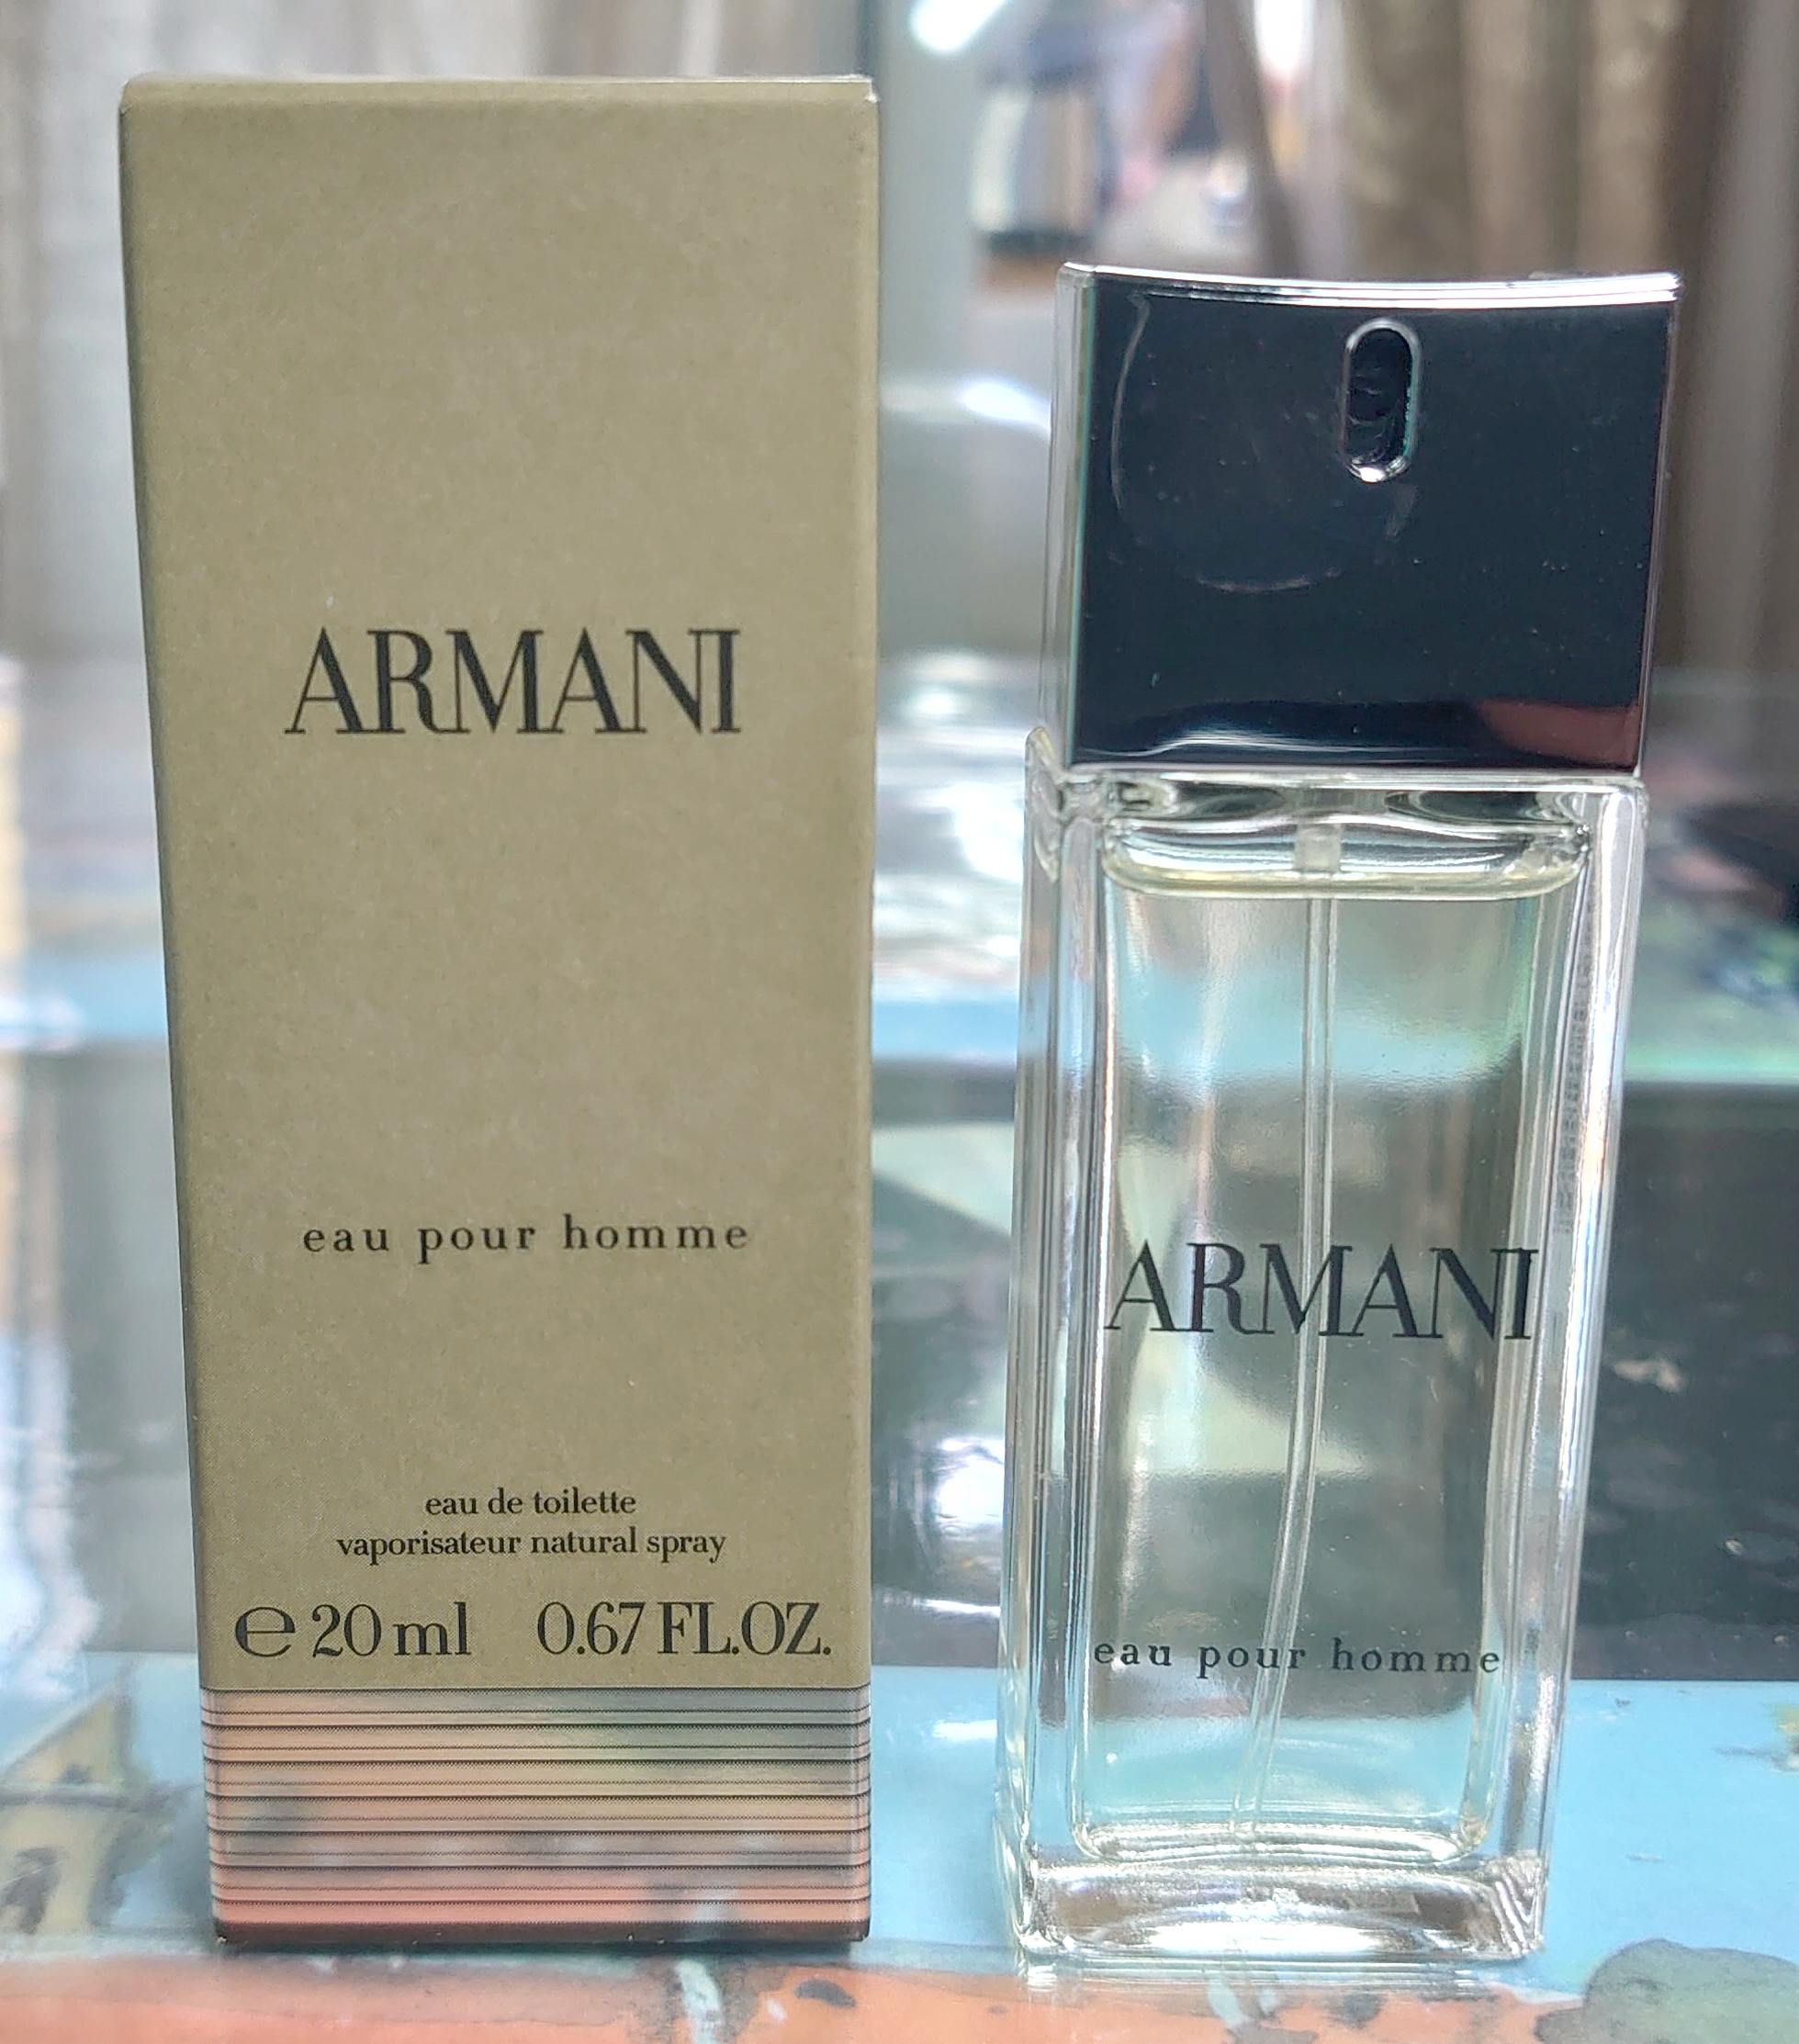 ARMANI
eau pour homme
eau de toilette
vaporisateur natural spray
℮ 20 ml 0.67 FL.OZ.
ARMANI
eau pour homme